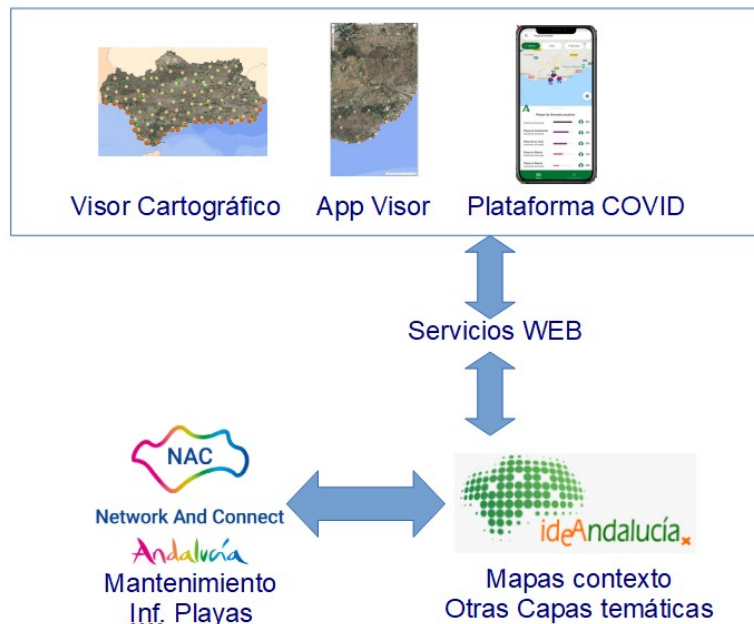 Visor Cartográfico
App Visor
Plataforma COVID
Servicios WEB
NAC
Network And Connect
Andalucía
Mantenimiento
Inf. Playas
ideAndalucía
Mapas contexto
Otras Capas temáticas